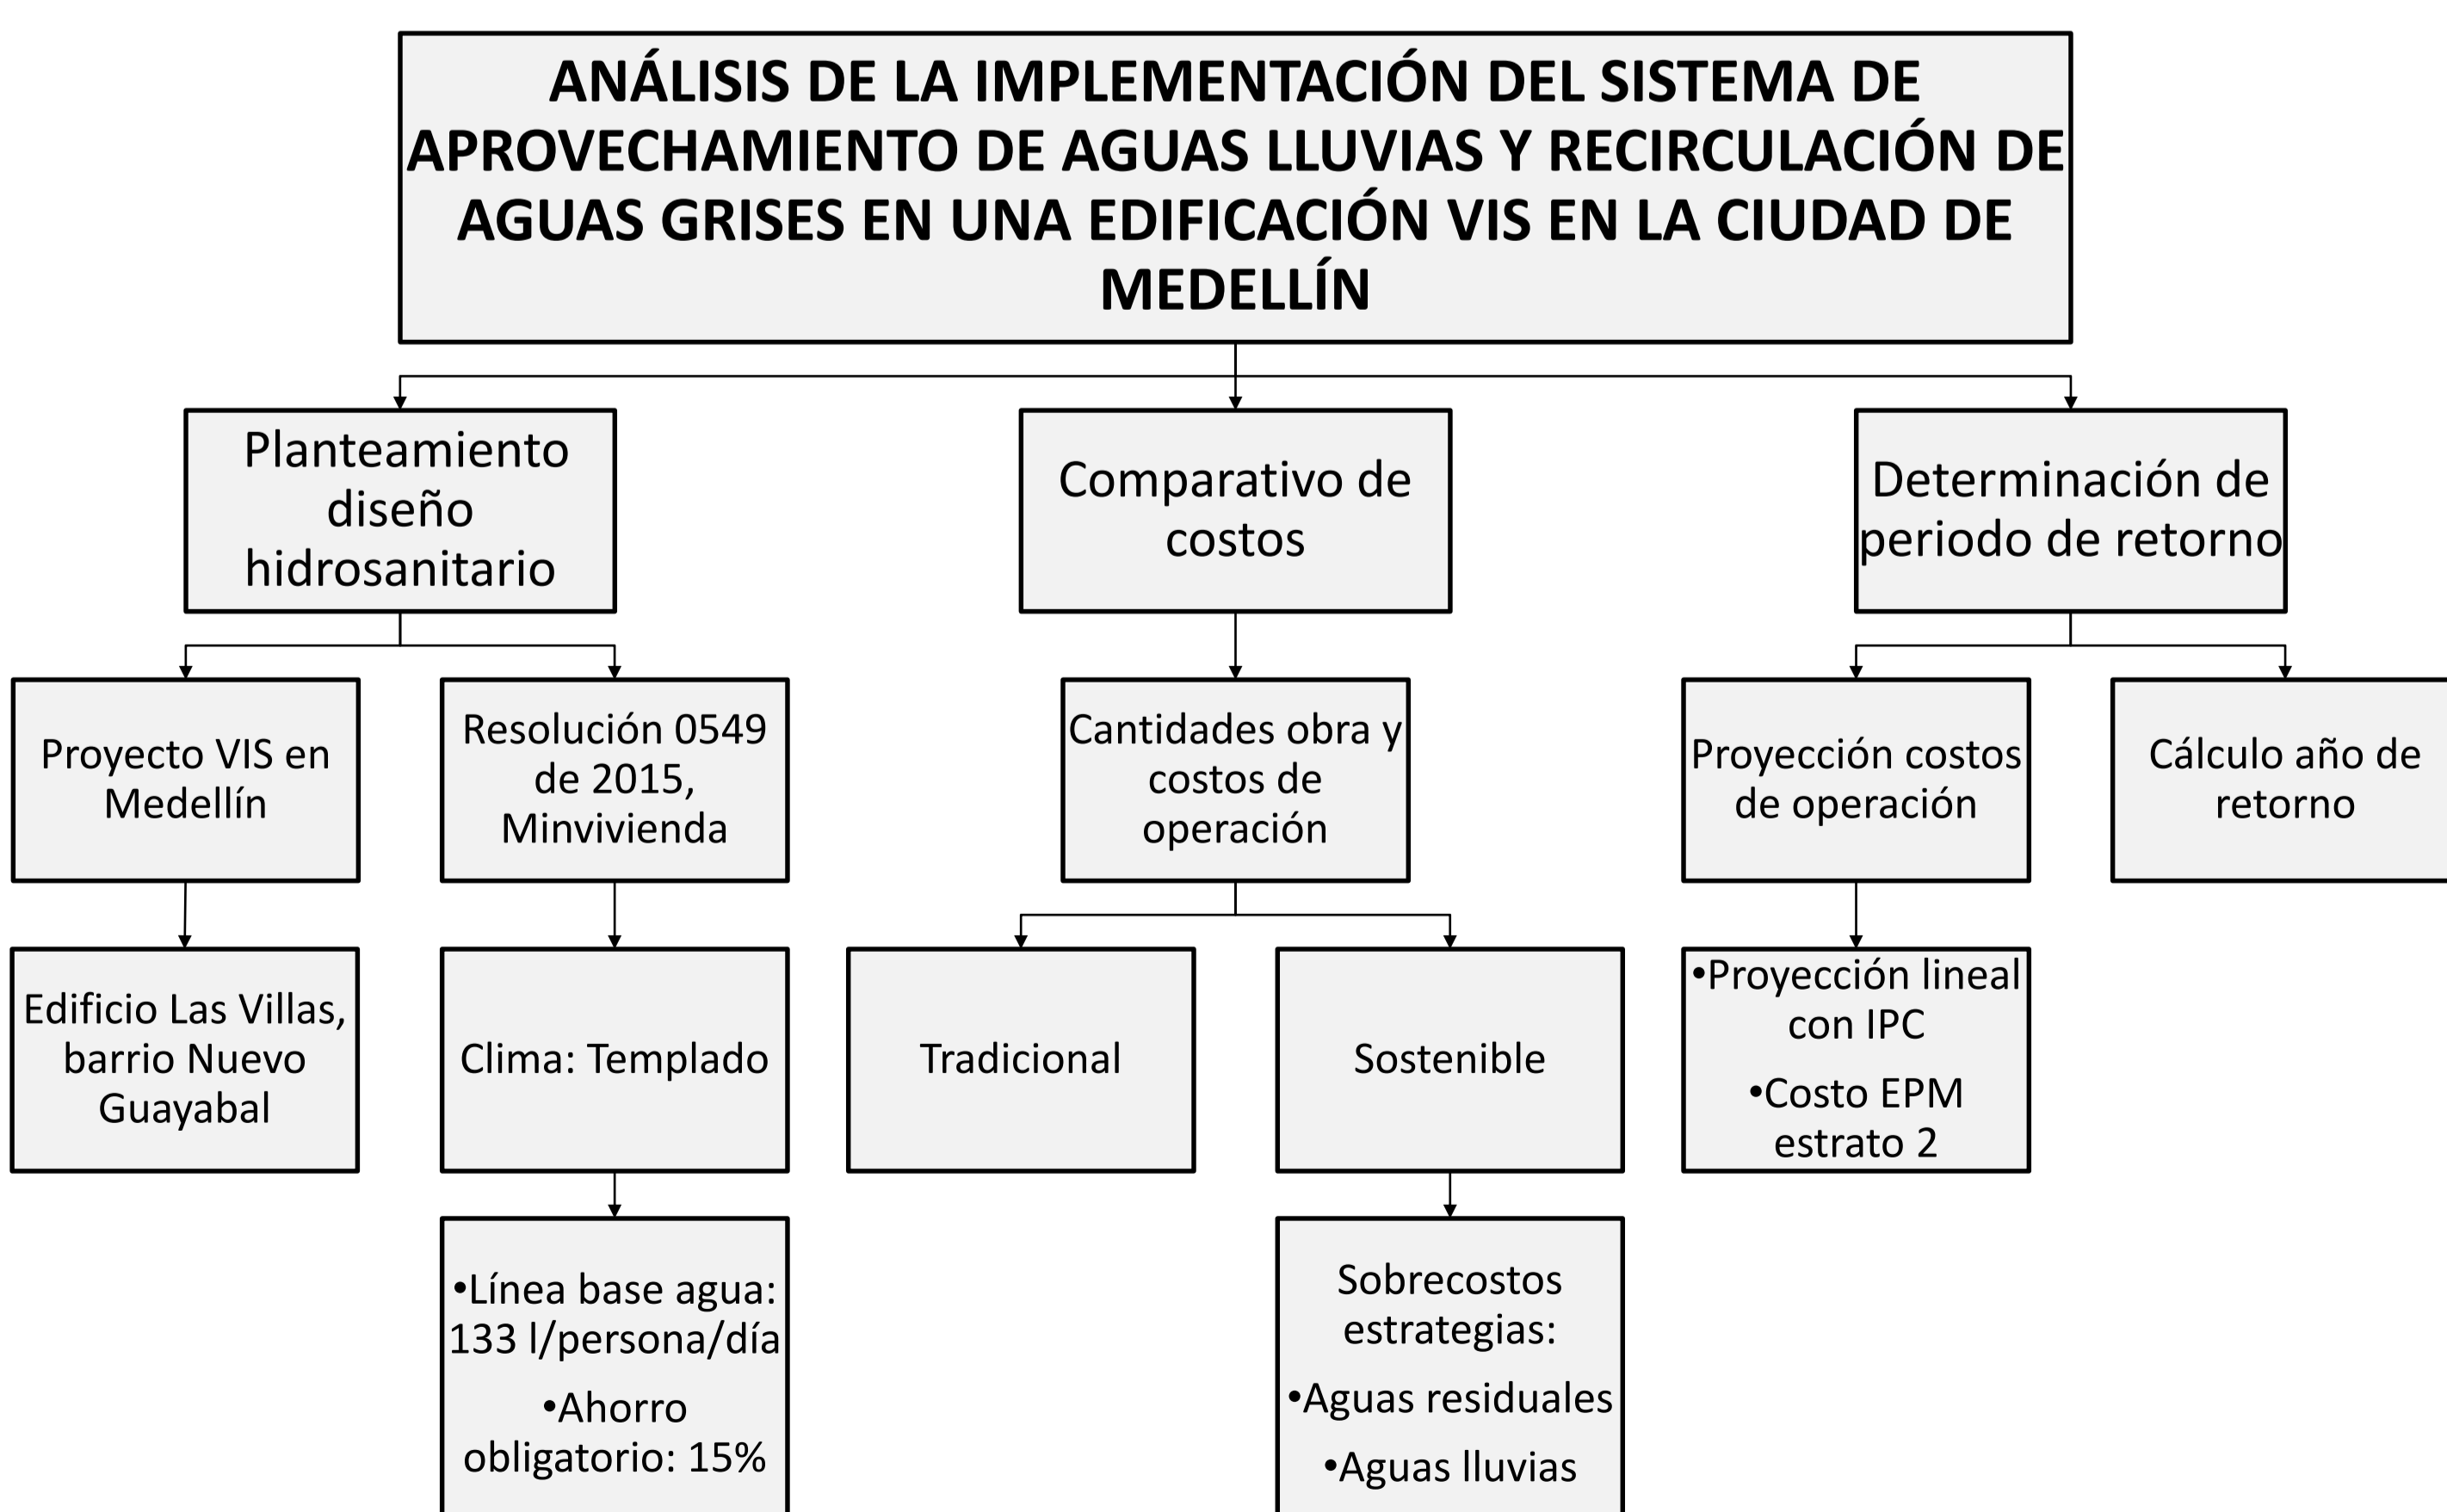 ANÁLISIS DE LA IMPLEMENTACIÓN DEL SISTEMA DE
APROVECHAMIENTO DE AGUAS LLUVIAS Y RECIRCULACIÓN DE
AGUAS GRISES EN UNA EDIFICACIÓN VIS EN LA CIUDAD DE
MEDELLÍN
Planteamiento
diseño
hidrosanitario
Comparativo de
costos
Determinación de
periodo de retorno
Proyecto VIS en
Medellín
Resolución 0549
de 2015,
Minvivienda
Cantidades obra y
costos de
operación
Proyección costos
de operación
Cálculo año de
retorno
Edificio Las Villas,
barrio Nuevo
Guayabal
Clima: Templado
Tradicional
Sostenible
•Proyección lineal
con IPC
•Costo EPM
estrato 2
•Línea base agua:
133 l/persona/día
•Ahorro
obligatorio: 15%
Sobrecostos
estrategias:
•Aguas residuales
•Aguas lluvias